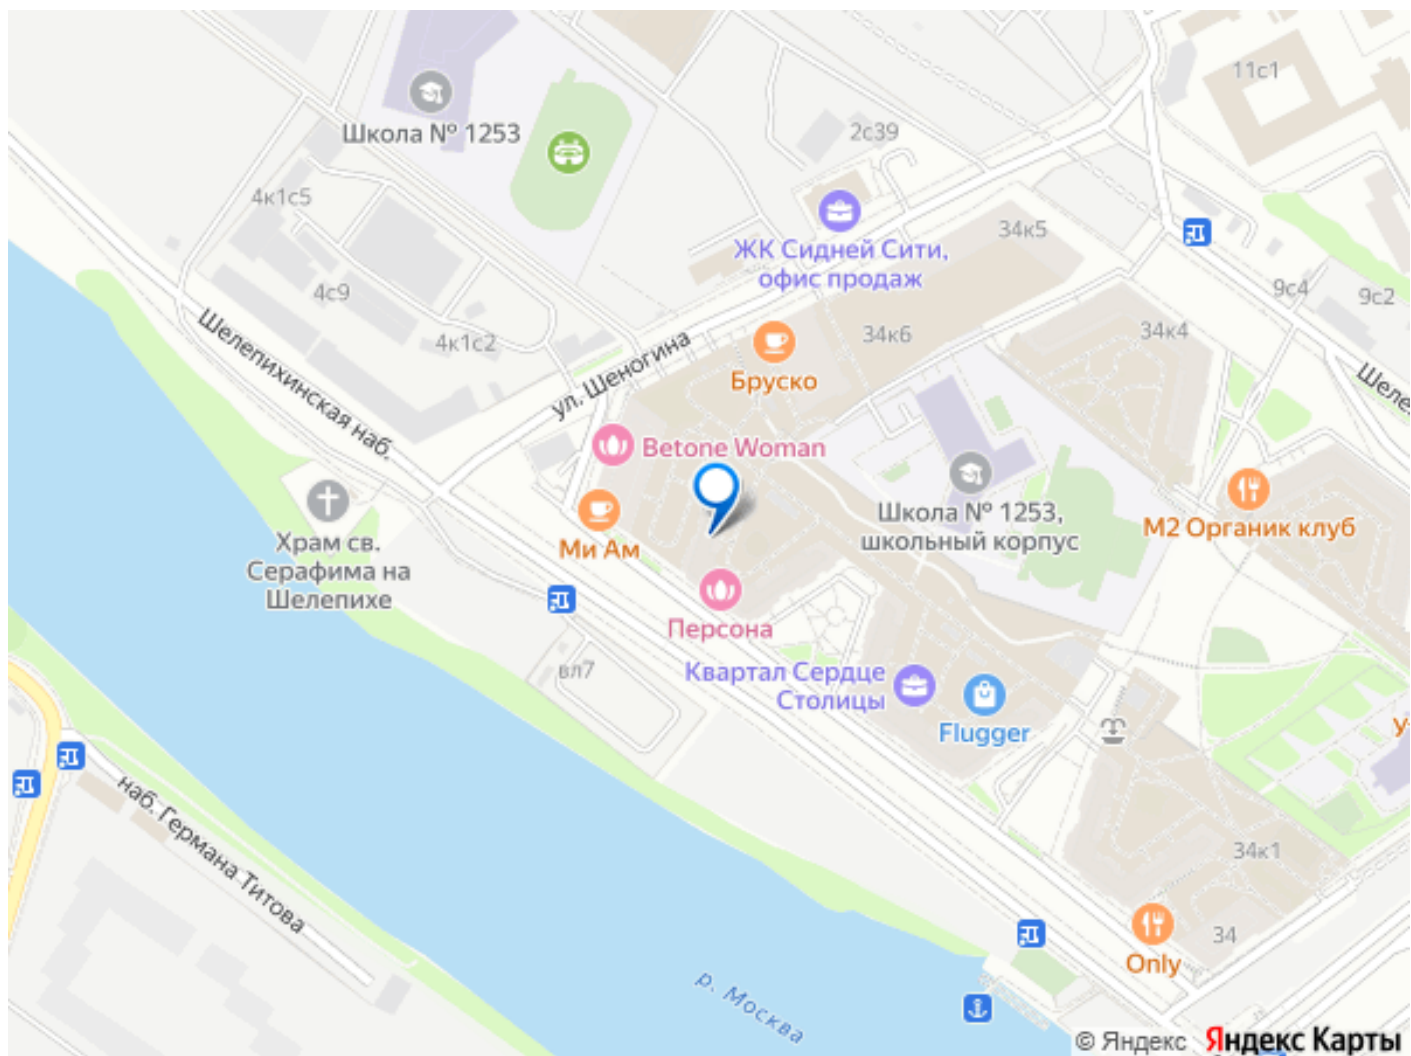 11с1
Школа № 1253
2с39
4к1с5
ЖК Сидней Сити,
офис продаж
34к5
4с9
9с4
9с2
4к1с2
34к6
34к4
Шелепихинская наб.
ул. Шеногина
Бруско
Betone Woman
Школа № 1253,
школьный корпус
М2 Органик клуб
Ми Ам
Храм св.
Серафима на
Шелепихе
Персона
вл7
Квартал Сердце
Столицы
Flugger
наб. Германа Титова
34к1
34
Only
р. Москва
© Яндекс Яндекс Карты